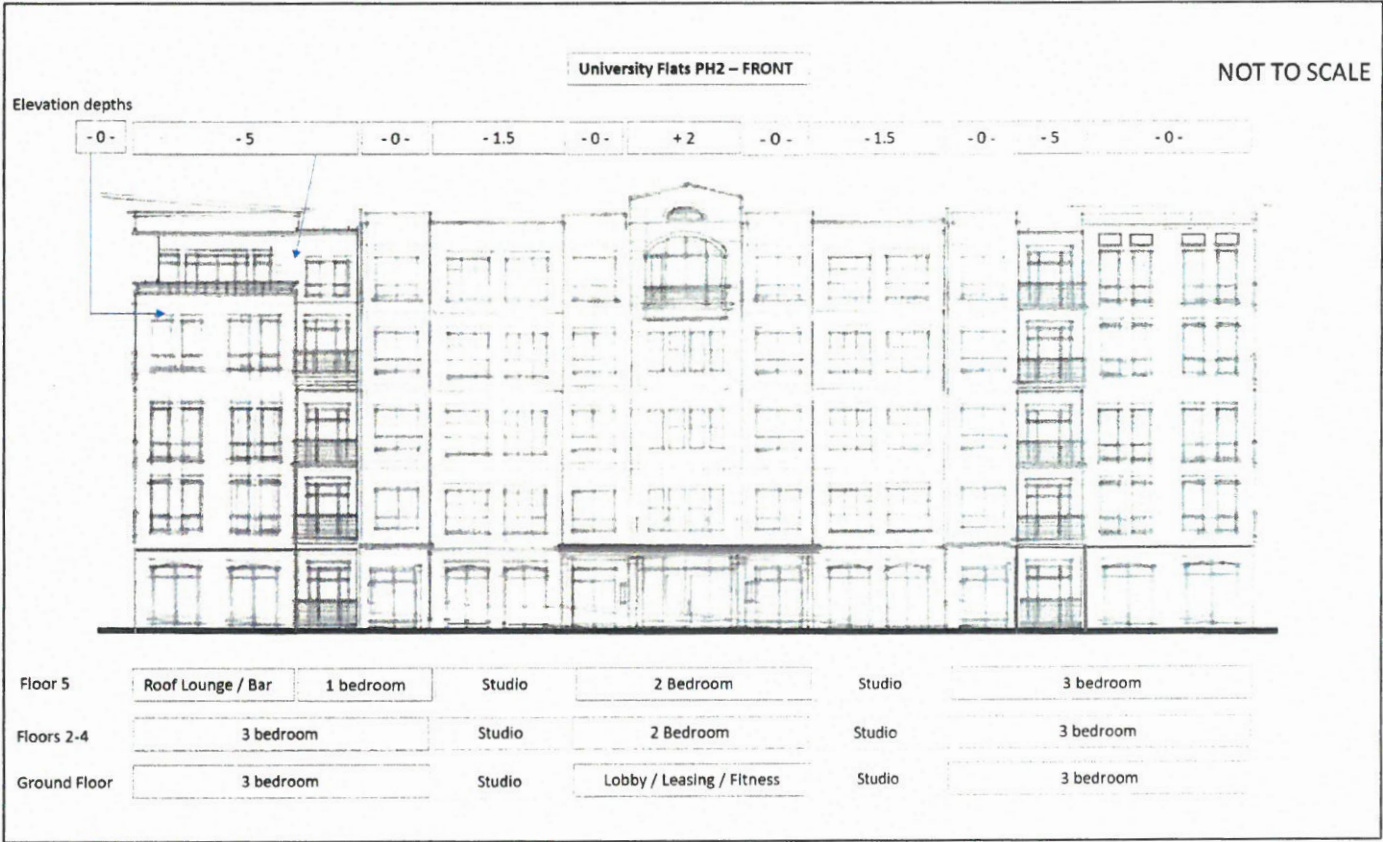 University Flats PH2 – FRONT
NOT TO SCALE
Elevation depths
- 0 - - 5 - 0 - - 1.5 - 0 - + 2 - 0 - - 1.5 - 0 - - 5 - 0 -
Floor 5 Roof Lounge / Bar 1 bedroom Studio 2 Bedroom Studio 3 bedroom
Floors 2-4 3 bedroom Studio 2 Bedroom Studio 3 bedroom
Ground Floor 3 bedroom Studio Lobby / Leasing / Fitness Studio 3 bedroom